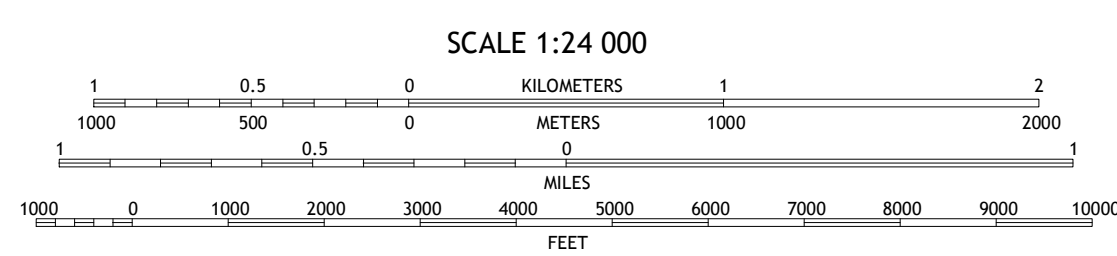 SCALE 1:24 000
1 0.5 0 KILOMETERS 1 2
1000 500 0 METERS 1000 2000
1 0.5 0 1
MILES
1000 0 1000 2000 3000 4000 5000 6000 7000 8000 9000 10000
FEET